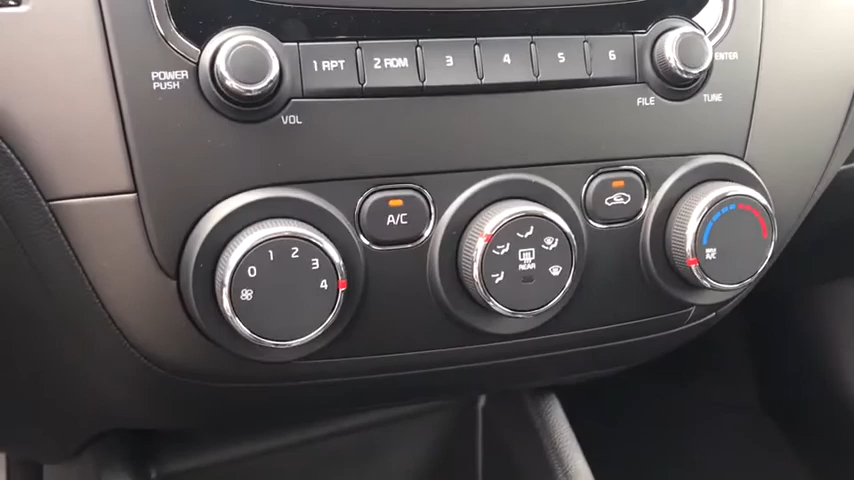 POWER
PUSH
VOL
1 RPT
2 RDM
3
4
5
6
ENTER
FILE
TUNE
A/C
0 1 2 3 4
REAR
MAX
A/C